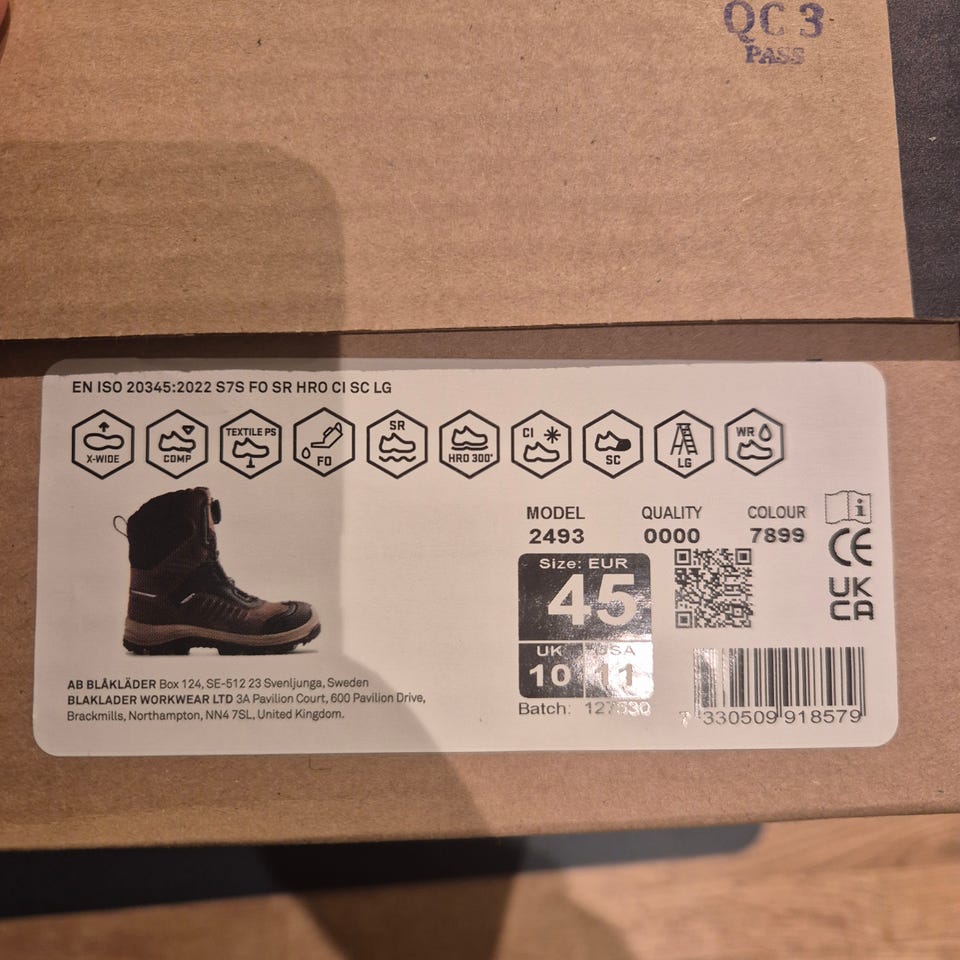 QC 3
PASS
EN ISO 20345:2022 S7S FO SR HRO CI SC LG
X-WIDE
COMP
TEXTILE PS
FO
SR
HRO 300°
CI
SC
LG
WR
MODEL QUALITY COLOUR
2493 0000 7899
i
CE
UK
CA
Size: EUR
45
UK USA
10 11
Batch: 127530
7 330509 918579
AB BLÅKLÄDER Box 124, SE-512 23 Svenljunga, Sweden
BLAKLADER WORKWEAR LTD 3A Pavilion Court, 600 Pavilion Drive,
Brackmills, Northampton, NN4 7SL, United Kingdom.